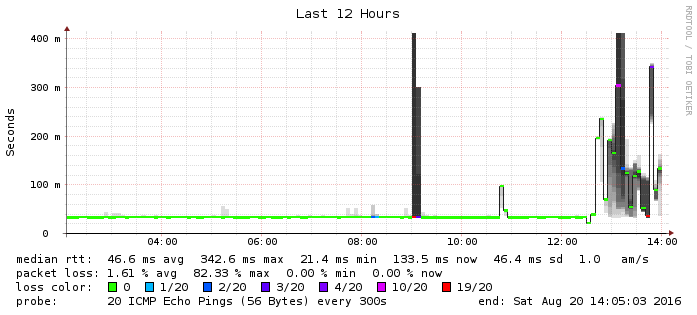 Last 12 Hours
RRDTOOL / TOBI OETIKER
Seconds
400 m
300 m
200 m
100 m
0
04:00 06:00 08:00 10:00 12:00 14:00
median rtt: 46.6 ms avg 342.6 ms max 21.4 ms min 133.5 ms now 46.4 ms sd 1.0 am/s
packet loss: 1.61 % avg 82.33 % max 0.00 % min 0.00 % now
loss color: 0 1/20 2/20 3/20 4/20 10/20 19/20
probe: 20 ICMP Echo Pings (56 Bytes) every 300s end: Sat Aug 20 14:05:03 2016